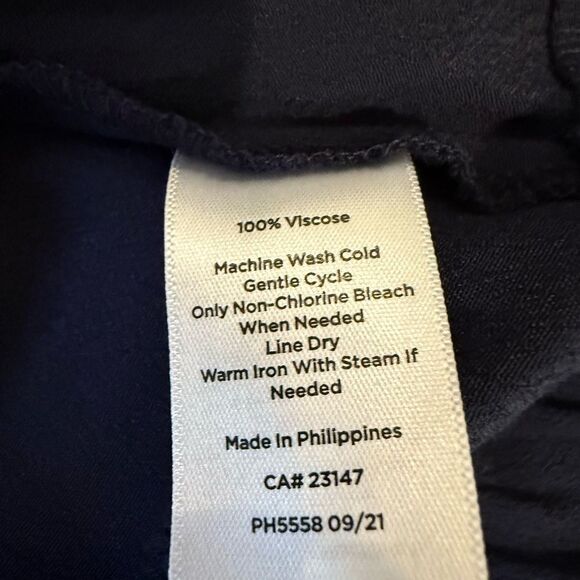 100% Viscose
Machine Wash Cold
Gentle Cycle
Only Non-Chlorine Bleach
When Needed
Line Dry
Warm Iron With Steam If
Needed
Made In Philippines
CA# 23147
PH5558 09/21